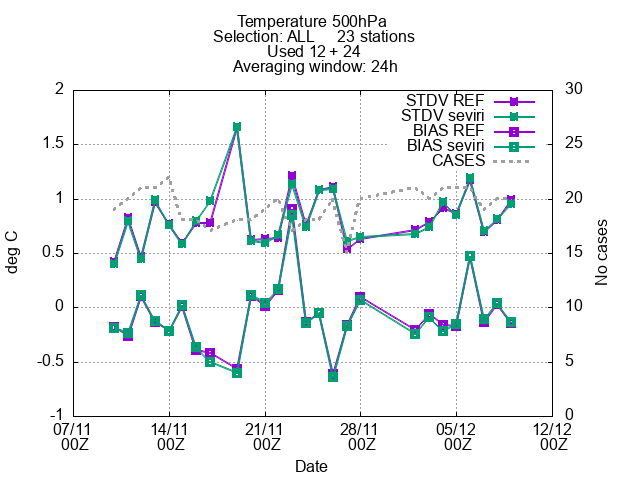 Temperature 500hPa
Selection: ALL 23 stations
Used 12 + 24
Averaging window: 24h
deg C
2
1.5
1
0.5
0
-0.5
-1
30
25
20
15
10
5
0
No cases
STDV REF
STDV seviri
BIAS REF
BIAS seviri
CASES
07/11 14/11 21/11 28/11 05/12 12/12
00Z 00Z 00Z 00Z 00Z 00Z
Date